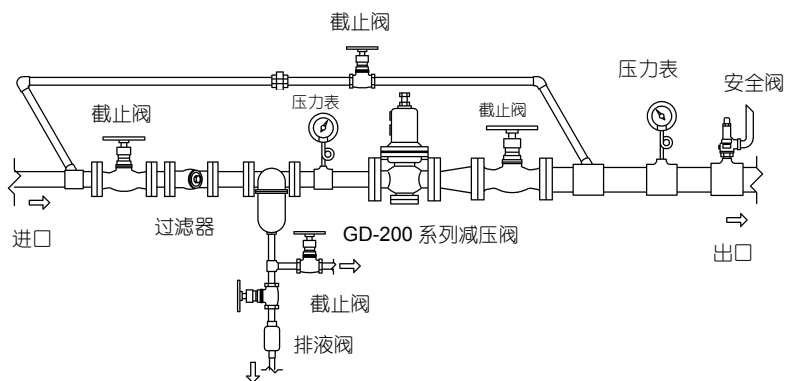 截止阀
压力表
安全阀
截止阀
压力表
截止阀
过滤器
GD-200 系列减压阀
进口
出口
截止阀
排液阀